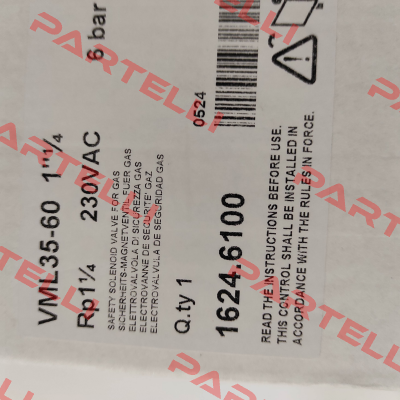 VML35-60 1"1/4
Rp1¼ 230VAC 6 bar
SAFETY SOLENOID VALVE FOR GAS
SICHERHEITS-MAGNETVENTIL FUER GAS
ELETTROVALVOLA DI SICUREZZA GAS
ELECTROVANNE DE SECURITE' GAZ
ELECTROVALVULA DE SEGURIDAD GAS
Q.ty 1
0524
1624.6100
READ THE INSTRUCTIONS BEFORE USE.
THIS CONTROL SHALL BE INSTALLED IN
ACCORDANCE WITH THE RULES IN FORCE.
PARTELLI
PARTELLI
PARTELLI
PARTELLI